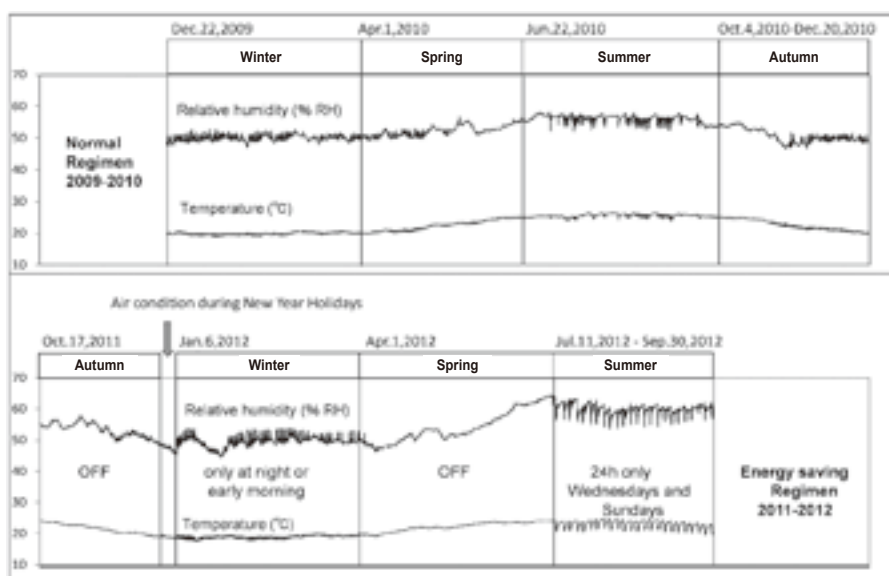 Dec.22,2009 Apr.1,2010 Jun.22,2010 Oct.4,2010-Dec.20,2010
Winter Spring Summer Autumn
70
60
50
40
30
20
10
Relative humidity (% RH)
Normal
Regimen
2009-2010
Temperature (°C)
Air condition during New Year Holidays
Oct.17,2011 Jan.6,2012 Apr.1,2012 Jul.11,2012 - Sep.30,2012
Autumn Winter Spring Summer
70
60
50
40
30
20
10
Relative humidity (% RH)
OFF
only at night or
early morning
OFF
24h only
Wednesdays and
Sundays
Energy saving
Regimen
2011-2012
Temperature (°C)